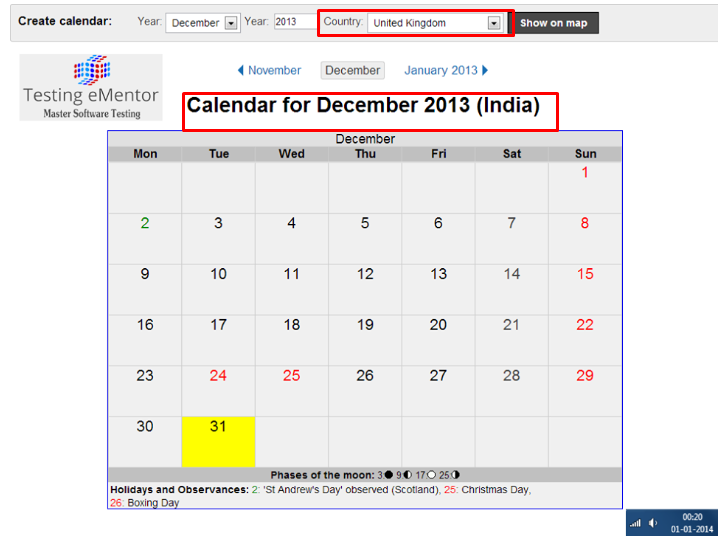 Create calendar: Year: December Year: 2013 Country: United Kingdom Show on map
November December January 2013
Testing eMentor
Master Software Testing
Calendar for December 2013 (India)
December
Mon Tue Wed Thu Fri Sat Sun
1
2 3 4 5 6 7 8
9 10 11 12 13 14 15
16 17 18 19 20 21 22
23 24 25 26 27 28 29
30 31
Phases of the moon: 3 9 17 25
Holidays and Observances: 2: 'St Andrew's Day' observed (Scotland), 25: Christmas Day,
26: Boxing Day
00:20
01-01-2014